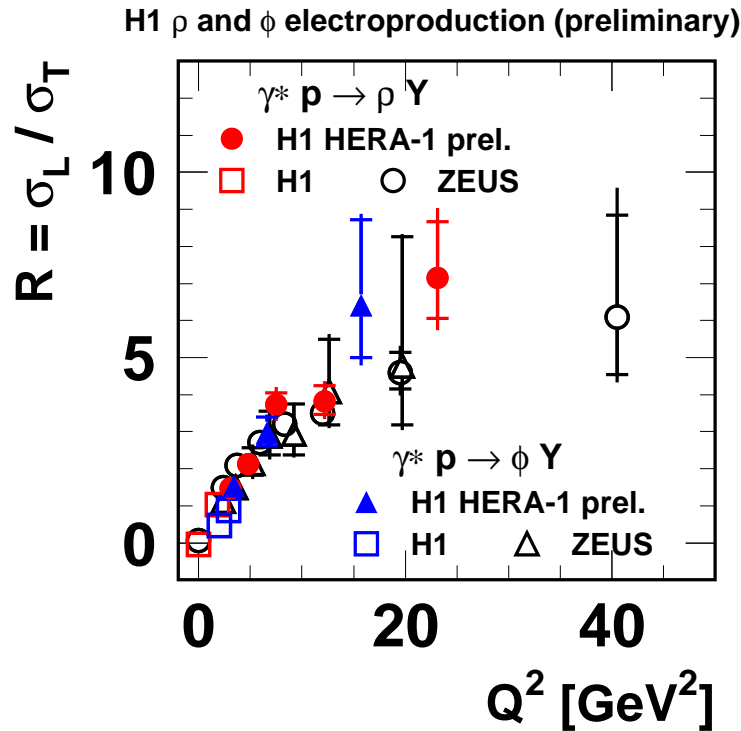 H1 ρ and ϕ electroproduction (preliminary)
R = σL / σT
γ* p → ρ Y
H1 HERA-1 prel.
H1 ZEUS
10
5
γ* p → ϕ Y
H1 HERA-1 prel.
H1 ZEUS
0
0 20 40
Q² [GeV²]